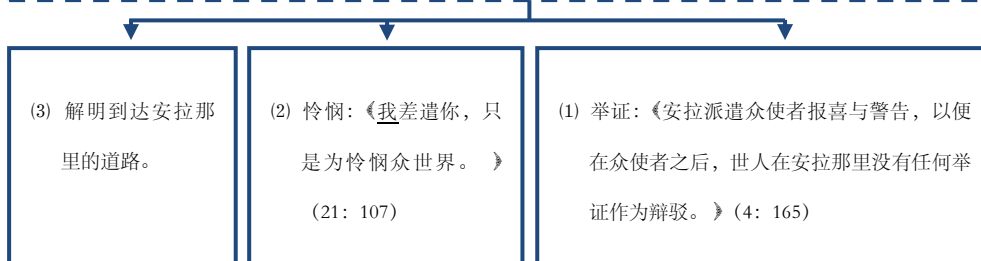 ⑶ 解明到达安拉那
里的道路。
⑵ 怜悯：﴿我差遣你，只
是为怜悯众世界。 ﴾
（21：107）
⑴ 举证：﴿安拉派遣众使者报喜与警告，以便
在众使者之后，世人在安拉那里没有任何举
证作为辩驳。﴾（4：165）